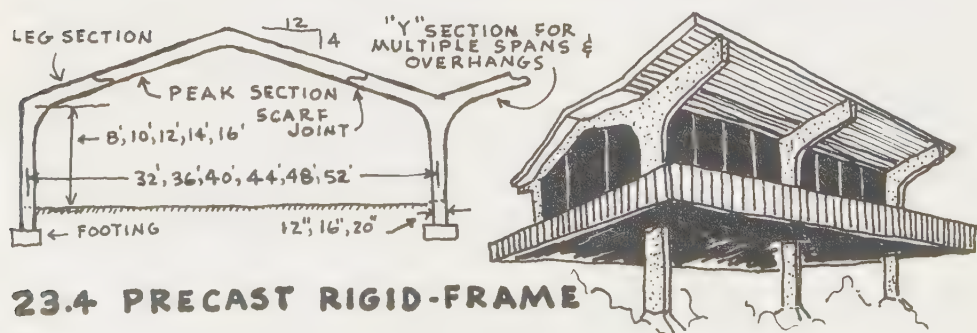 12
4
LEG SECTION
"Y" SECTION FOR
MULTIPLE SPANS &
OVERHANGS
PEAK SECTION
SCARF
JOINT
8', 10', 12', 14', 16'
32', 36', 40', 44', 48', 52'
FOOTING
12", 16", 20"
23.4 PRECAST RIGID-FRAME